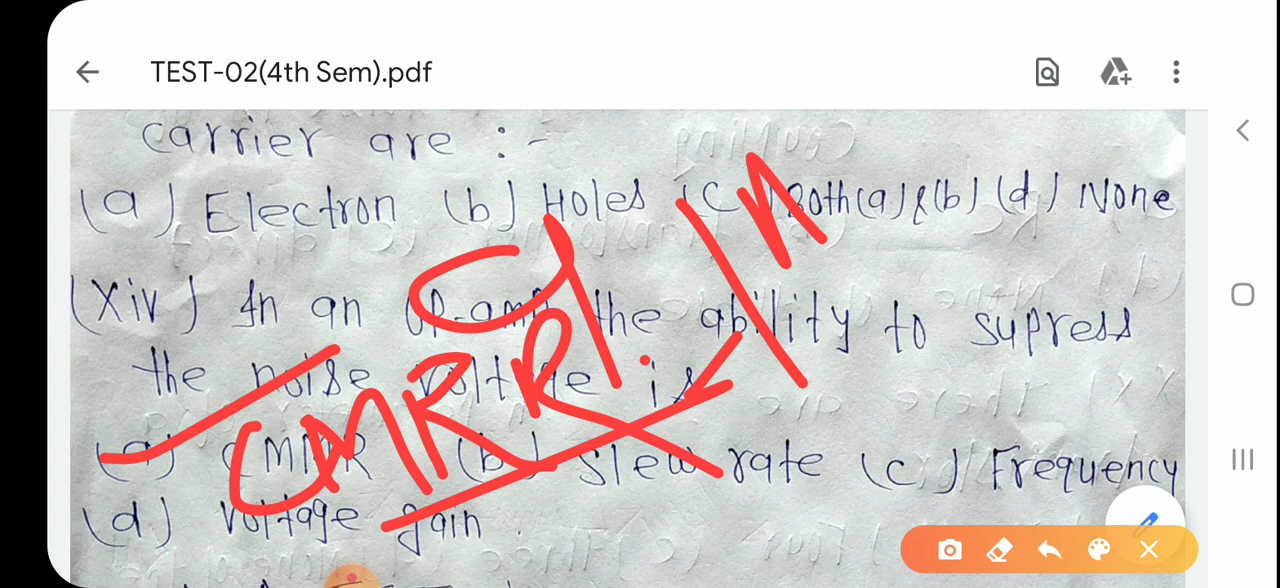 TEST-02(4th Sem).pdf
carrier are :-
(a) Electron (b) Holes (C) Both(a)&(b) (d) None
(Xiv) In an OP-amp the ability to supress
the noise voltage is
(a) CMRR (b) slew rate (c) Frequency
(d) Voltage gain
CMRR